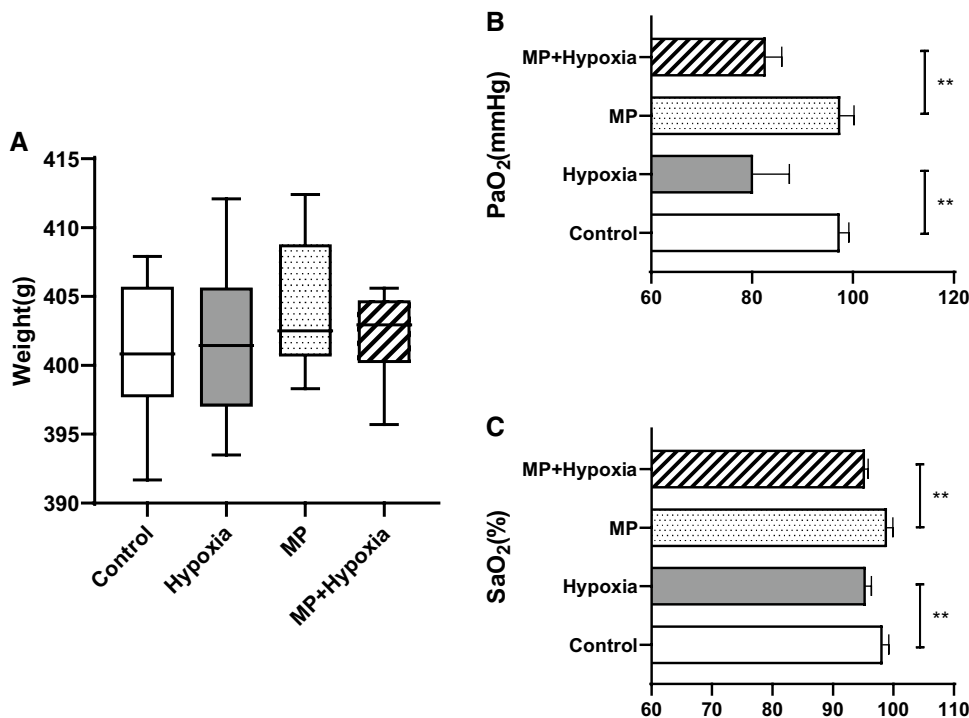 A
Weight(g)
415
410
405
400
395
390
Control
Hypoxia
MP
MP+Hypoxia
B
PaO₂(mmHg)
MP+Hypoxia
MP
Hypoxia
Control
**
**
60 80 100 120
C
SaO₂(%)
MP+Hypoxia
MP
Hypoxia
Control
**
**
60 70 80 90 100 110